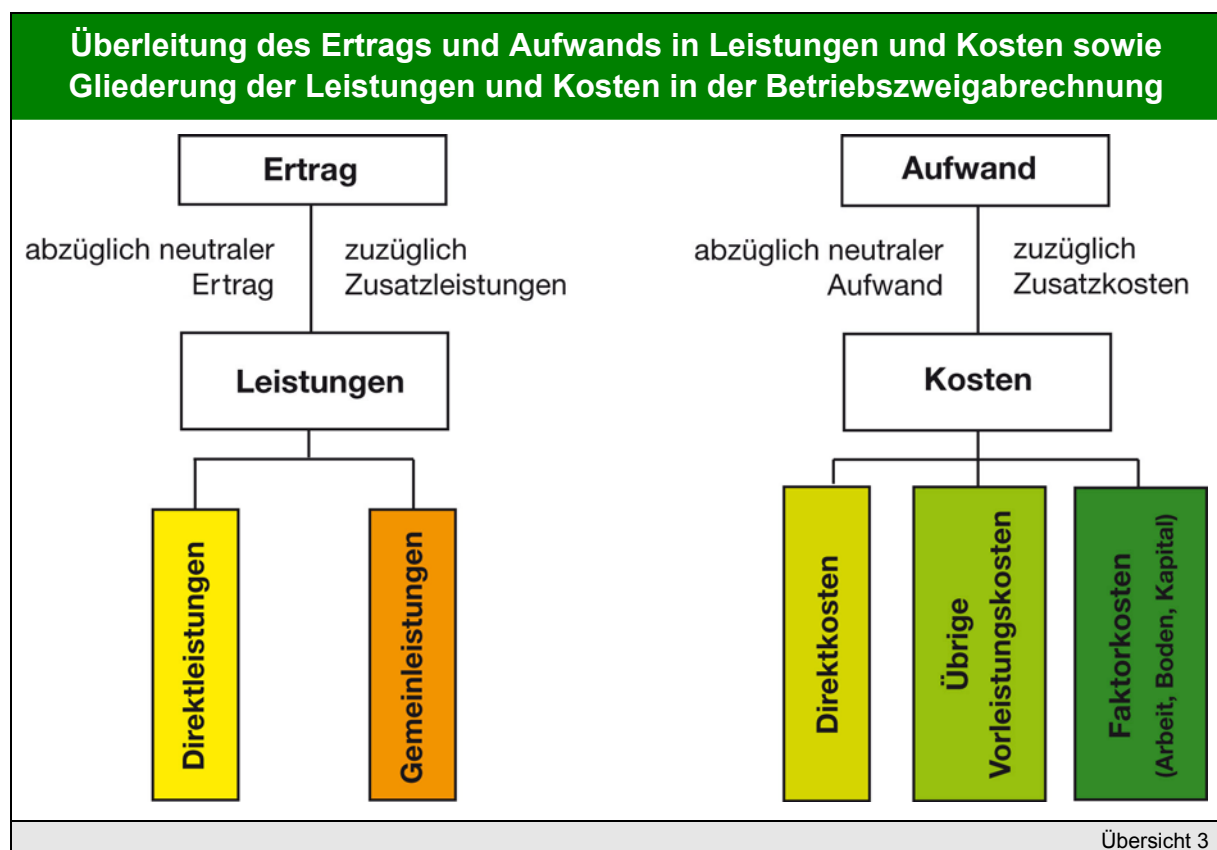 Überleitung des Ertrags und Aufwands in Leistungen und Kosten sowie
Gliederung der Leistungen und Kosten in der Betriebszweigabrechnung
Ertrag
abzüglich neutraler
Ertrag
zuzüglich
Zusatzleistungen
Leistungen
Direktleistungen
Gemeinleistungen
Aufwand
abzüglich neutraler
Aufwand
zuzüglich
Zusatzkosten
Kosten
Direktkosten
Übrige
Vorleistungskosten
Faktorkosten
(Arbeit, Boden, Kapital)
Übersicht 3